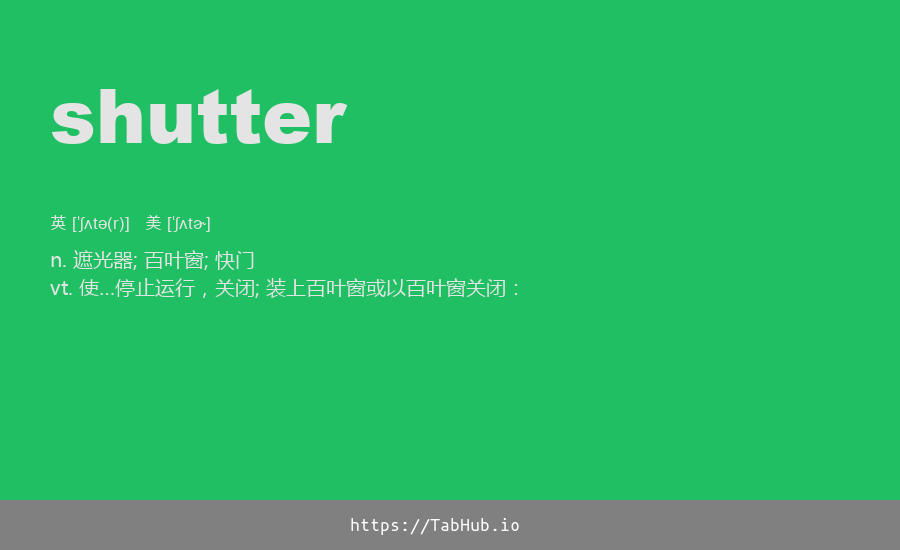 shutter
英 [ˈʃʌtə(r)] 美 [ˈʃʌtɚ]
n. 遮光器; 百叶窗; 快门
vt. 使...停止运行，关闭; 装上百叶窗或以百叶窗关闭：
https://TabHub.io